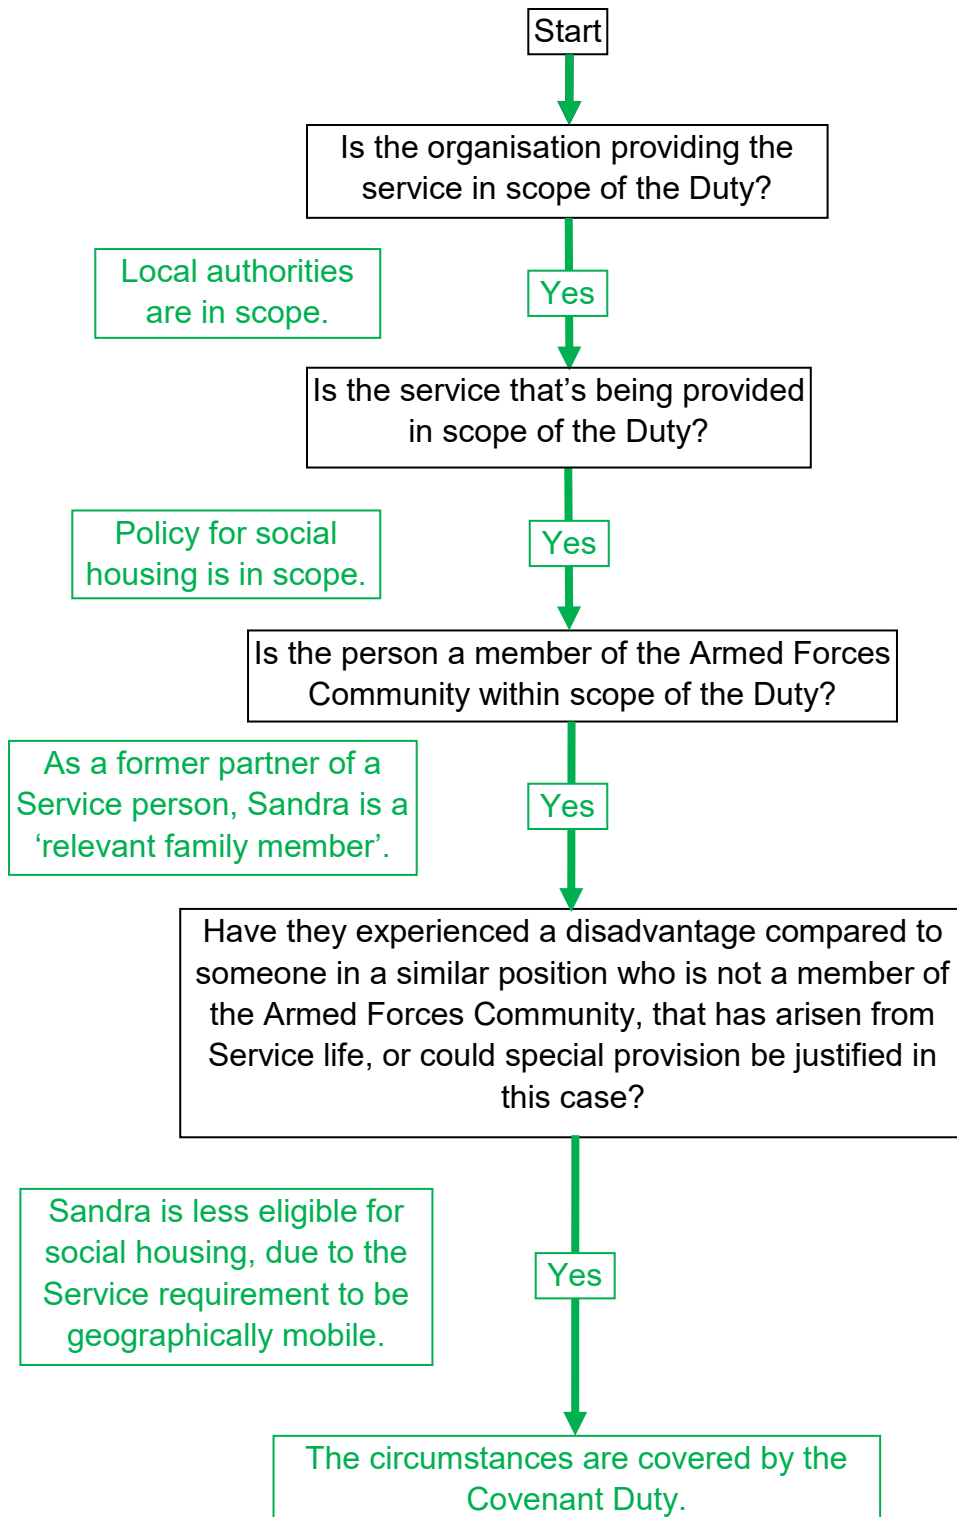 Start
Is the organisation providing the
service in scope of the Duty?
Local authorities
are in scope.
Yes
Is the service that’s being provided
in scope of the Duty?
Policy for social
housing is in scope.
Yes
Is the person a member of the Armed Forces
Community within scope of the Duty?
As a former partner of a
Service person, Sandra is a
‘relevant family member’.
Yes
Have they experienced a disadvantage compared to
someone in a similar position who is not a member of
the Armed Forces Community, that has arisen from
Service life, or could special provision be justified in
this case?
Sandra is less eligible for
social housing, due to the
Service requirement to be
geographically mobile.
Yes
The circumstances are covered by the
Covenant Duty.